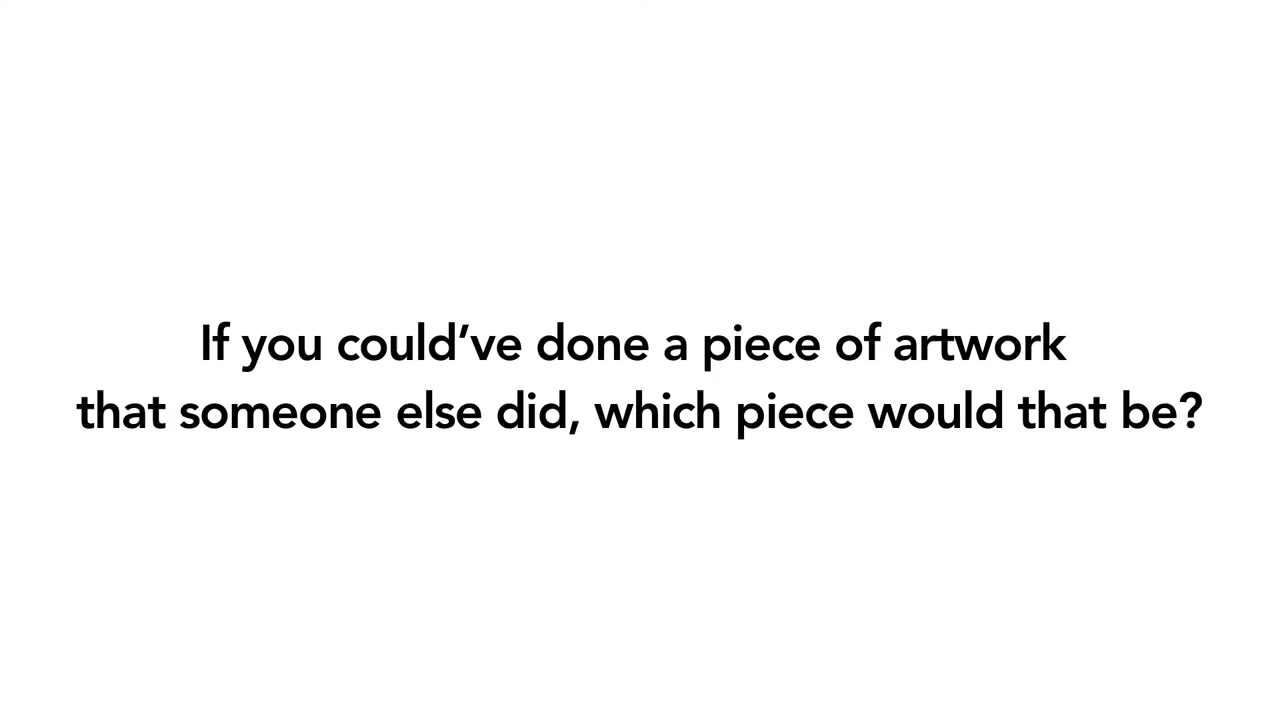 If you could’ve done a piece of artwork
that someone else did, which piece would that be?